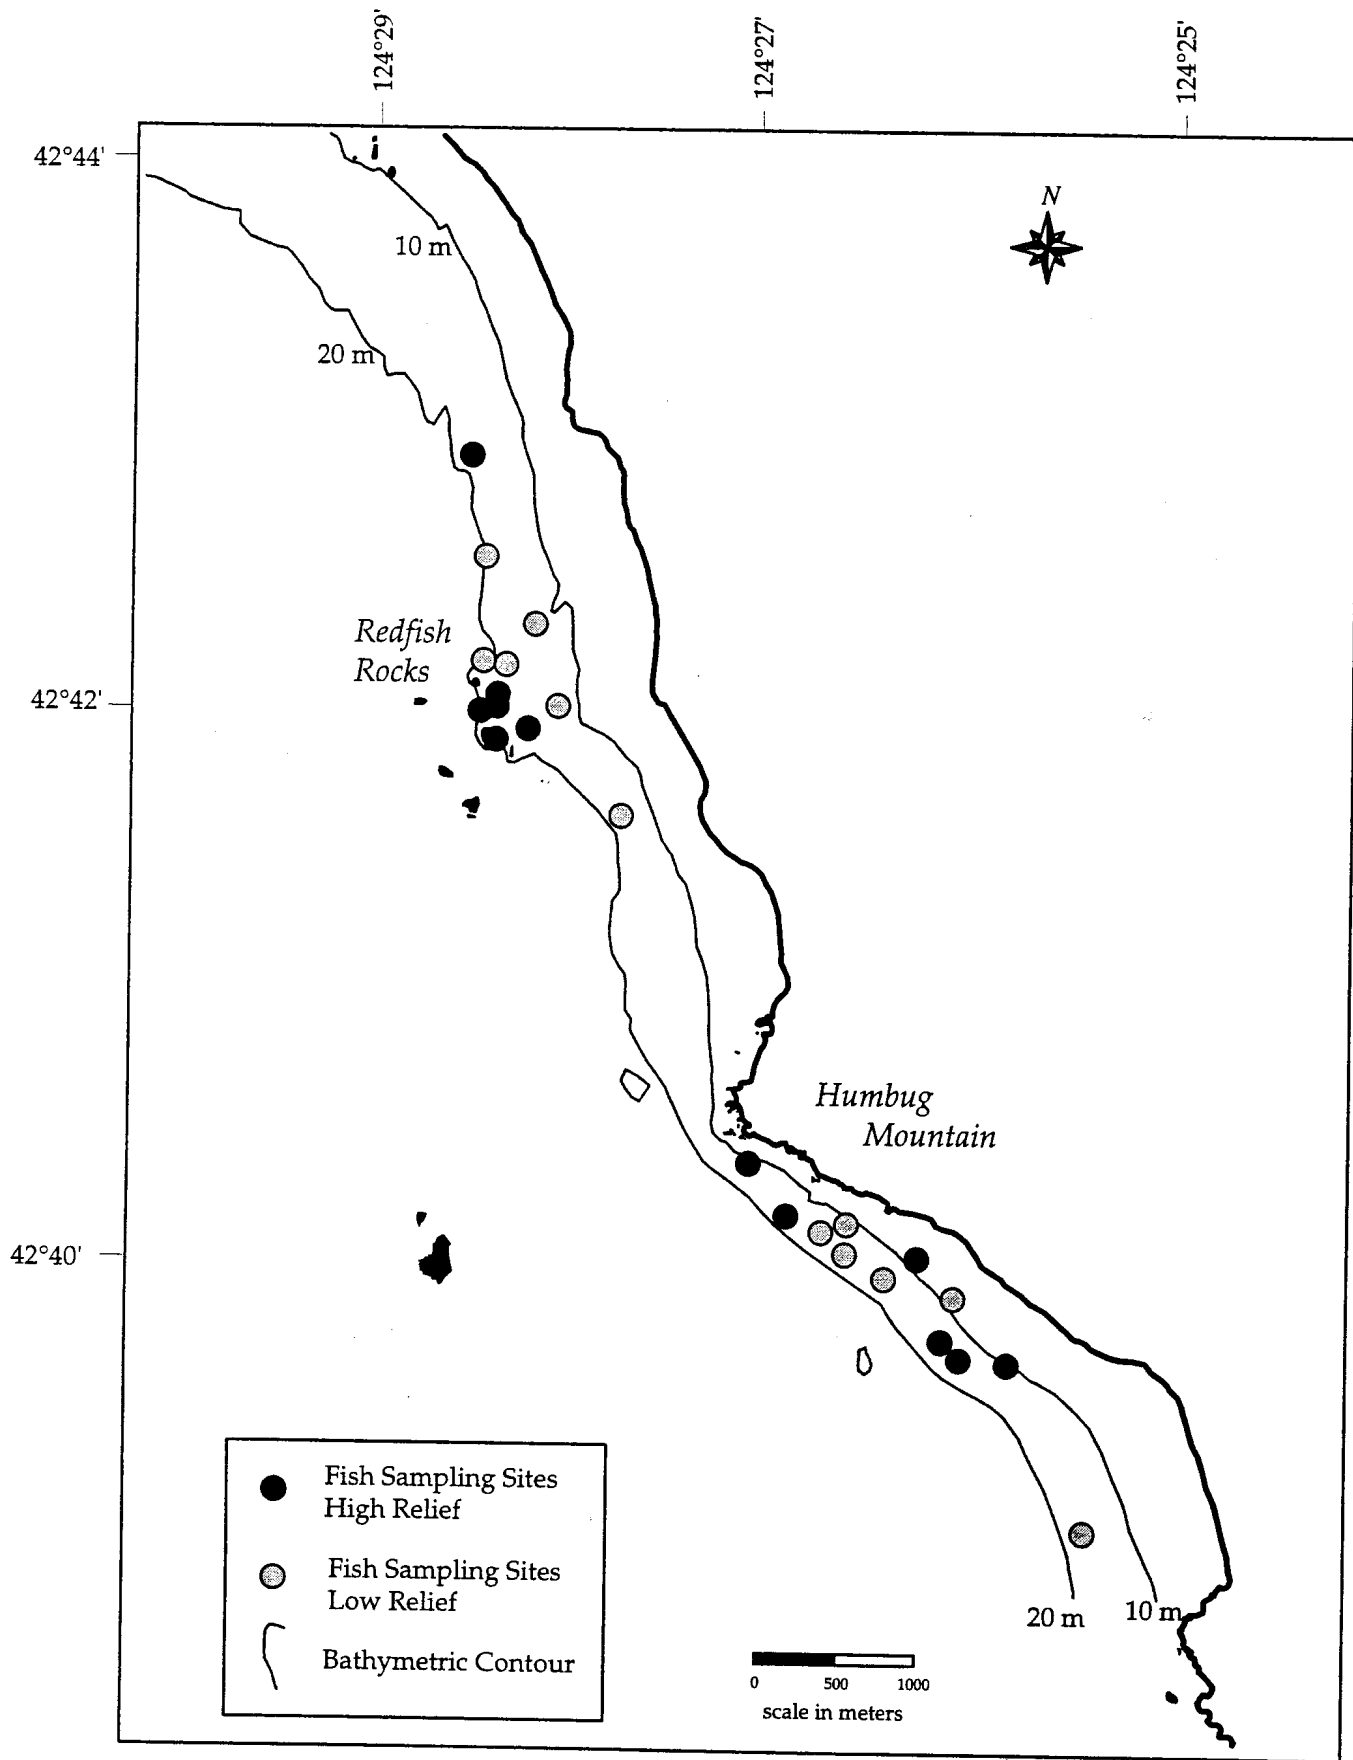 124°29'
124°27'
124°25'
42°44'
N
10 m
20 m
Redfish
Rocks
42°42'
Humbug
Mountain
42°40'
Fish Sampling Sites
High Relief
Fish Sampling Sites
Low Relief
Bathymetric Contour
20 m
10 m
0 500 1000
scale in meters